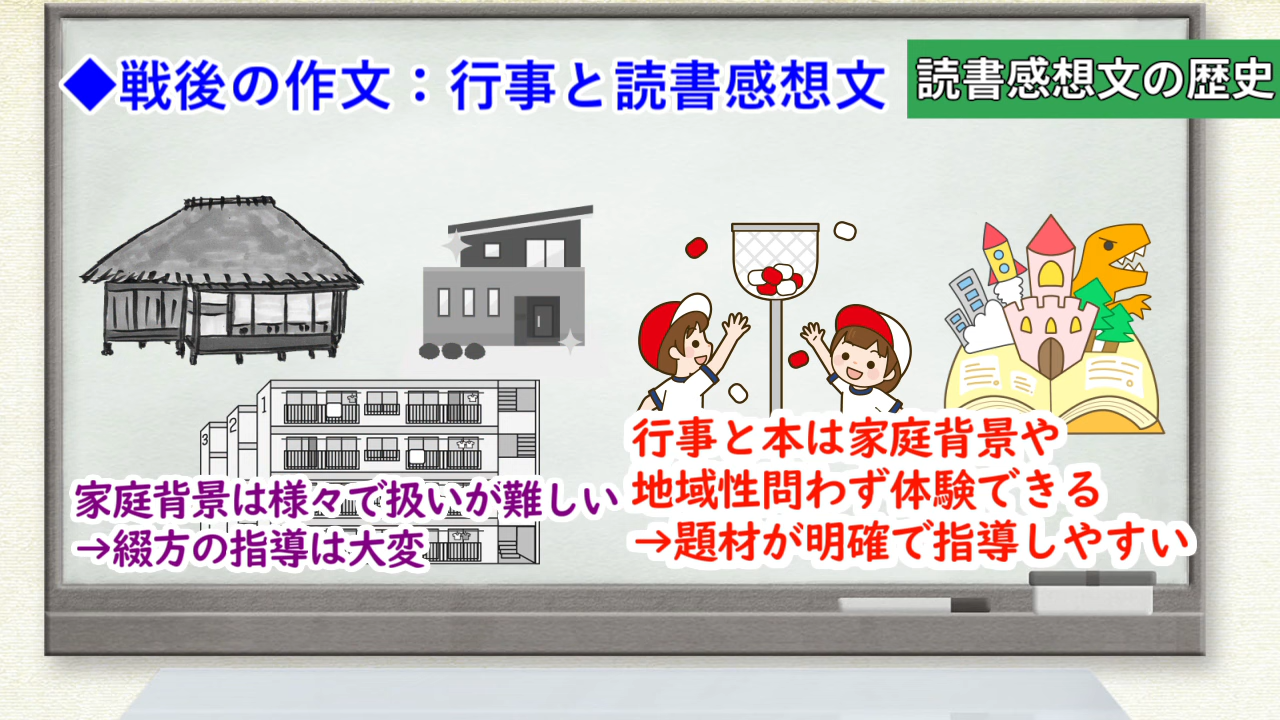 ◆戦後の作文：行事と読書感想文
読書感想文の歴史
1
2
3
家庭背景は様々で扱いが難しい
→綴方の指導は大変
行事と本は家庭背景や
地域性問わず体験できる
→題材が明確で指導しやすい